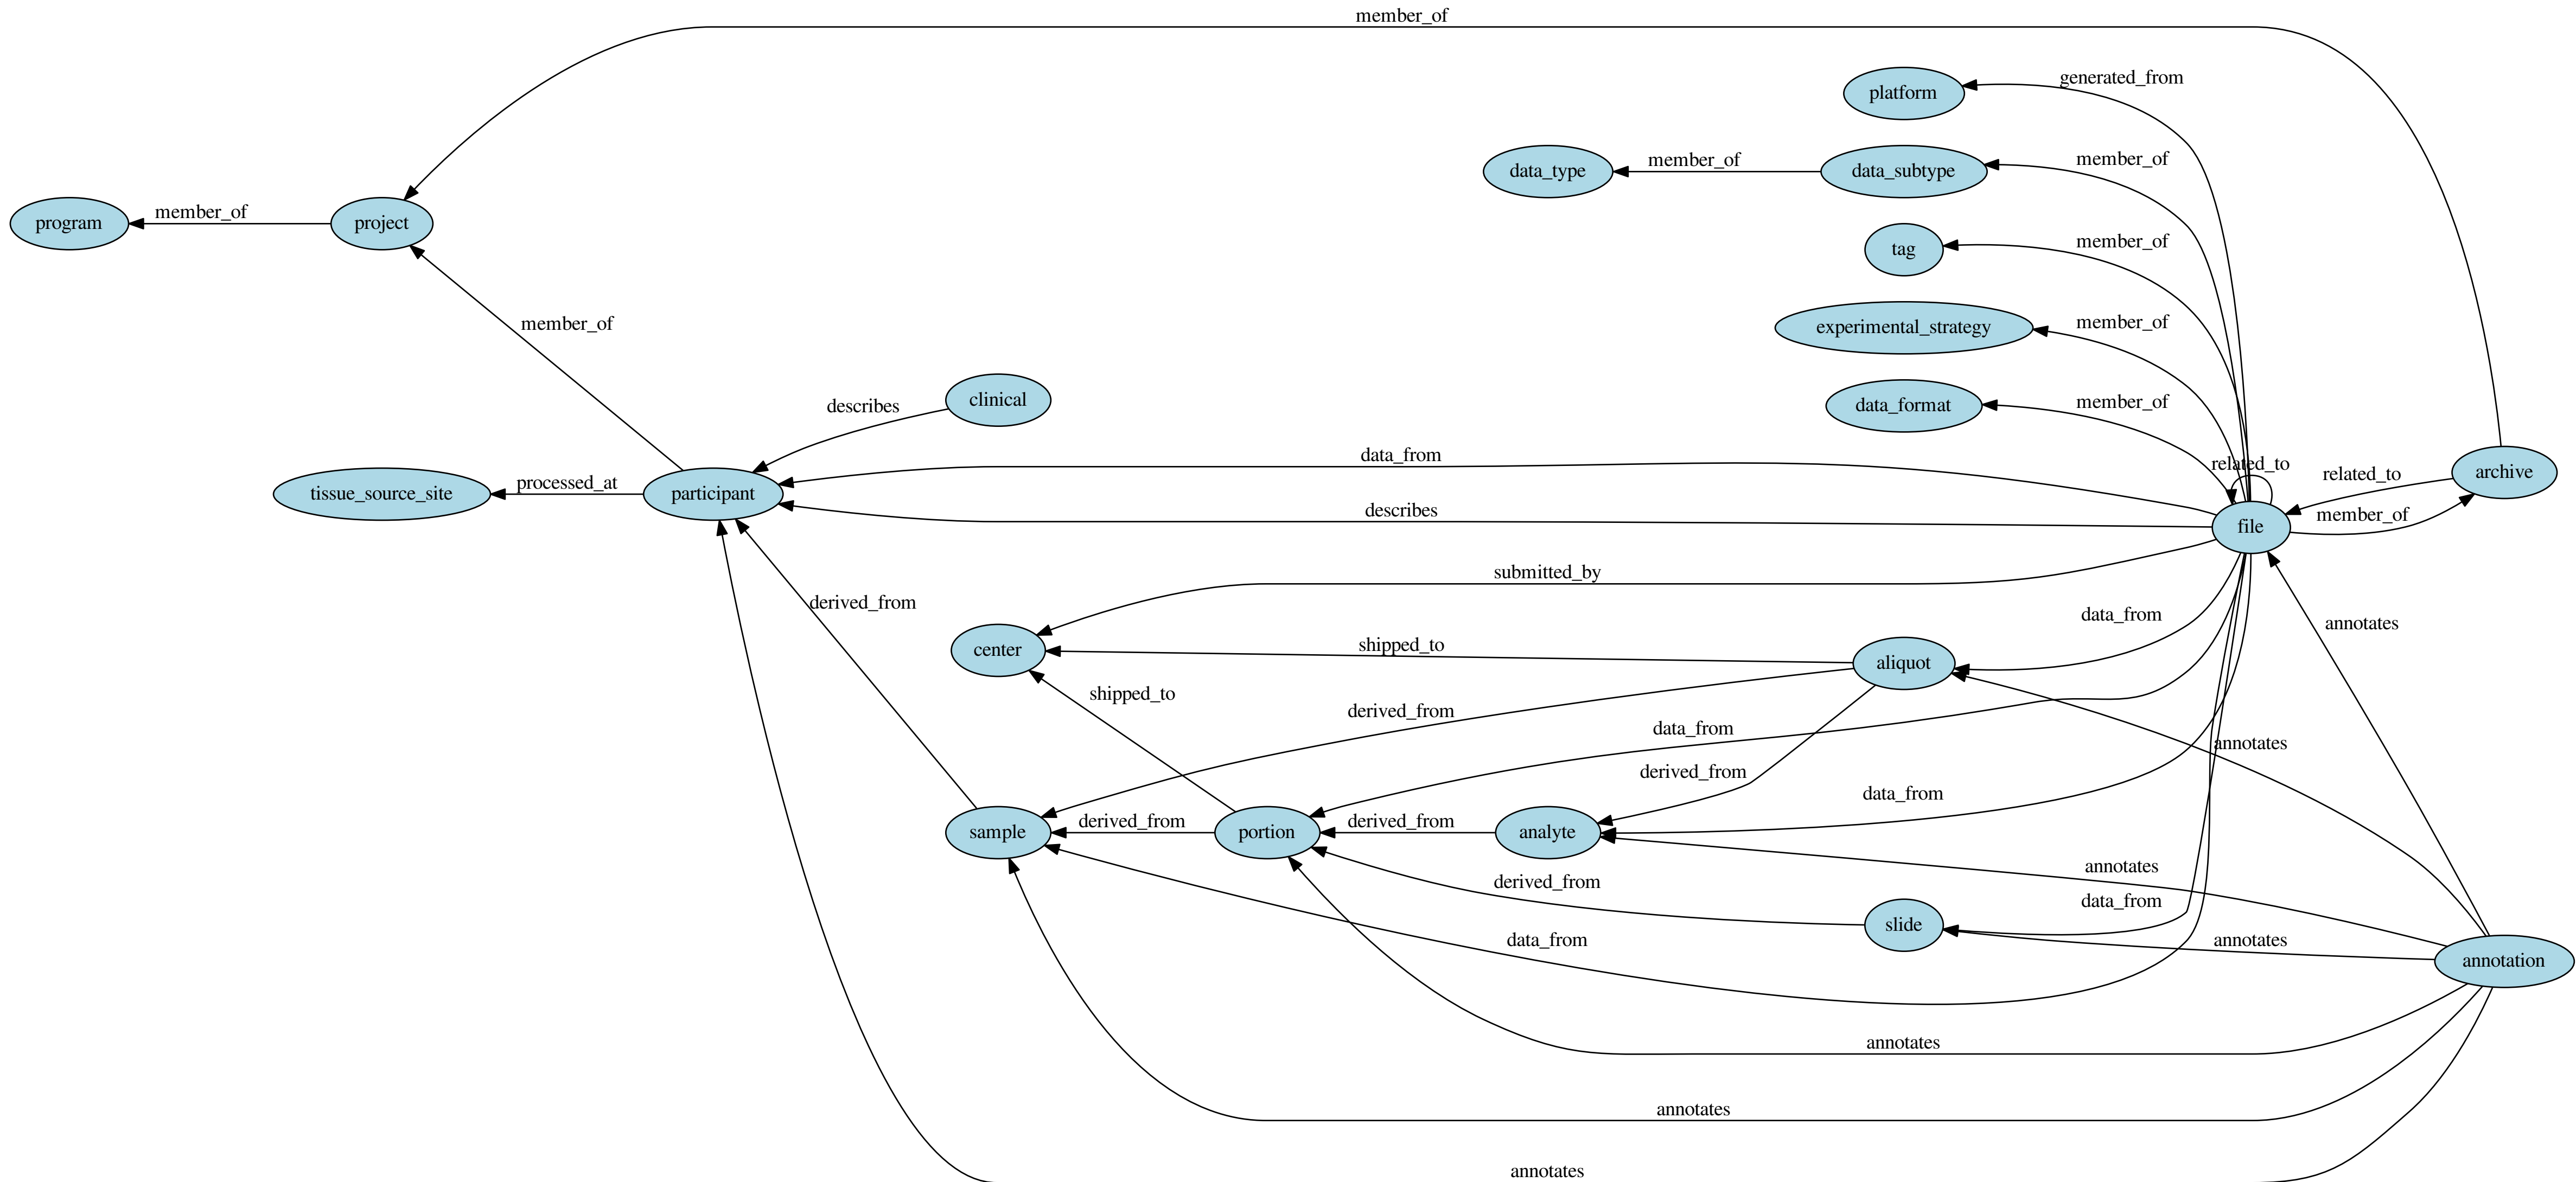 member_of
platform
generated_from
data_type
member_of
data_subtype
member_of
program
member_of
project
tag
member_of
member_of
experimental_strategy
member_of
clinical
describes
data_format
member_of
data_from
related_to
related_to
archive
tissue_source_site
processed_at
participant
describes
member_of
file
submitted_by
derived_from
data_from
annotates
center
shipped_to
aliquot
shipped_to
derived_from
data_from
annotates
derived_from
data_from
sample
derived_from
portion
derived_from
analyte
annotates
derived_from
data_from
slide
data_from
annotates
annotation
annotates
annotates
annotates